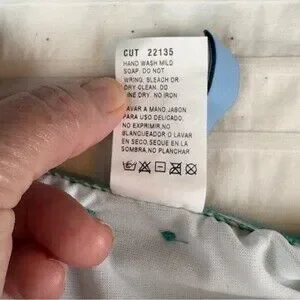 CUT 22135
HAND WASH MILD
SOAP. DO NOT
WRING, BLEACH OR
DRY CLEAN. DO
INE DRY. NO IRON
LAVAR A MANO JABON
PARA USO DELICADO,
NO EXPRIMIR,NO
BLANQUEADOR O LAVAR
EN SECO.SEQUE EN LA
SOMBRA.NO PLANCHAR